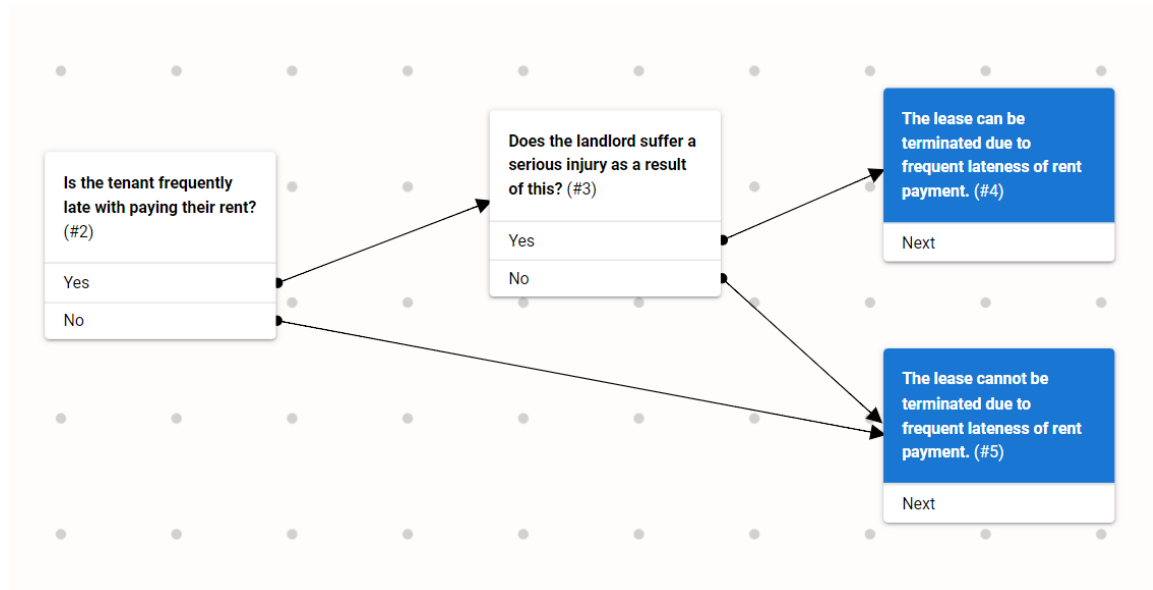 Is the tenant frequently
late with paying their rent?
(#2)
Yes
No
Does the landlord suffer a
serious injury as a result
of this? (#3)
Yes
No
The lease can be
terminated due to
frequent lateness of rent
payment. (#4)
Next
The lease cannot be
terminated due to
frequent lateness of rent
payment. (#5)
Next